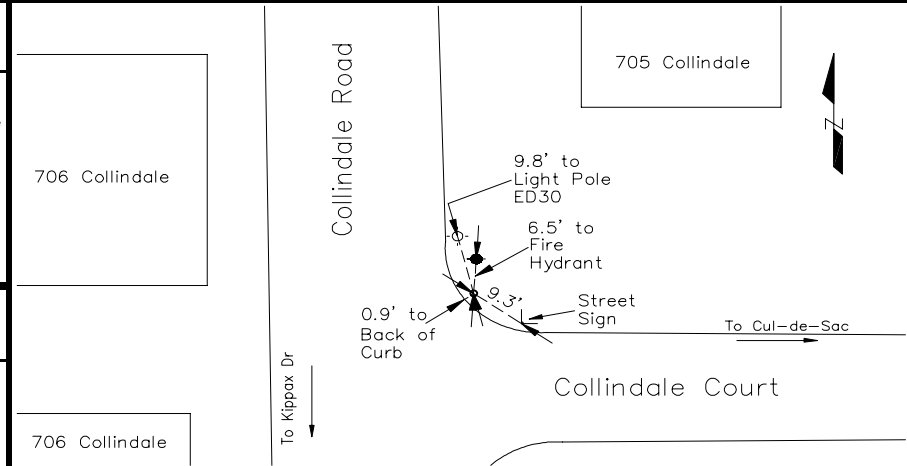 705 Collindale
Collindale Road
706 Collindale
9.8' to
Light Pole
ED30
6.5' to
Fire
Hydrant
N
9.3'
Street
Sign
0.9' to
Back of
Curb
To Cul-de-Sac
To Kippax Dr
Collindale Court
706 Collindale